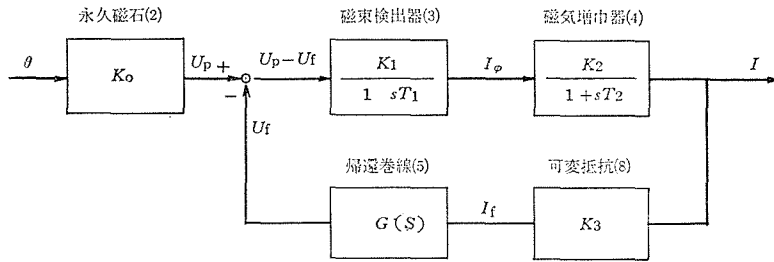 永久磁石(2)
磁束検出器(3)
磁気増巾器(4)
θ
K₀
Up +
−
Up−Uf
K1
1 sT1
Iφ
K2
1+sT2
I
Uf
帰還巻線(5)
可変抵抗(8)
G(S)
If
K3